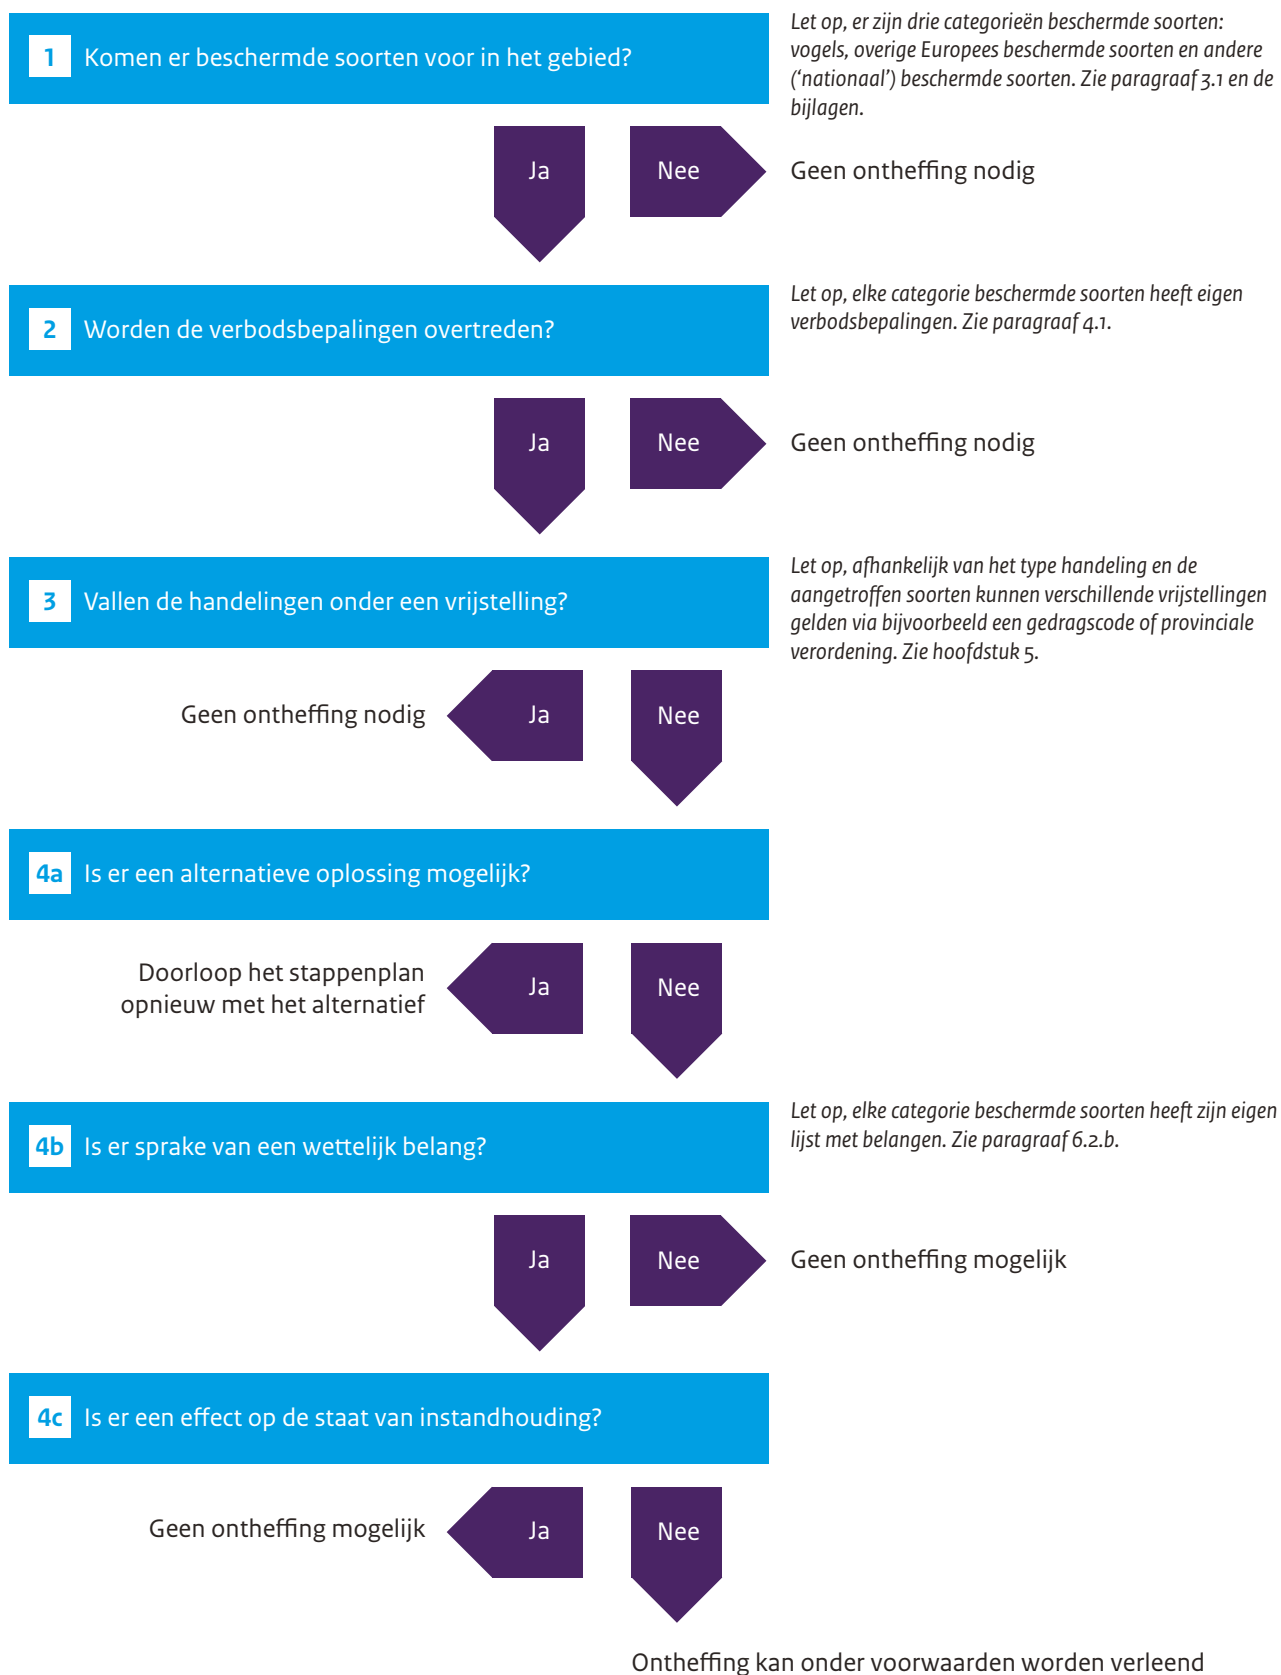 1 Komen er beschermde soorten voor in het gebied?
Let op, er zijn drie categorieën beschermde soorten:
vogels, overige Europees beschermde soorten en andere
(‘nationaal’) beschermde soorten. Zie paragraaf 3.1 en de
bijlagen.
Ja
Nee
Geen ontheffing nodig
2 Worden de verbodsbepalingen overtreden?
Let op, elke categorie beschermde soorten heeft eigen
verbodsbepalingen. Zie paragraaf 4.1.
Ja
Nee
Geen ontheffing nodig
3 Vallen de handelingen onder een vrijstelling?
Let op, afhankelijk van het type handeling en de
aangetroffen soorten kunnen verschillende vrijstellingen
gelden via bijvoorbeeld een gedragscode of provinciale
verordening. Zie hoofdstuk 5.
Geen ontheffing nodig
Ja
Nee
4a Is er een alternatieve oplossing mogelijk?
Doorloop het stappenplan
opnieuw met het alternatief
Ja
Nee
4b Is er sprake van een wettelijk belang?
Let op, elke categorie beschermde soorten heeft zijn eigen
lijst met belangen. Zie paragraaf 6.2.b.
Ja
Nee
Geen ontheffing mogelijk
4c Is er een effect op de staat van instandhouding?
Geen ontheffing mogelijk
Ja
Nee
Ontheffing kan onder voorwaarden worden verleend